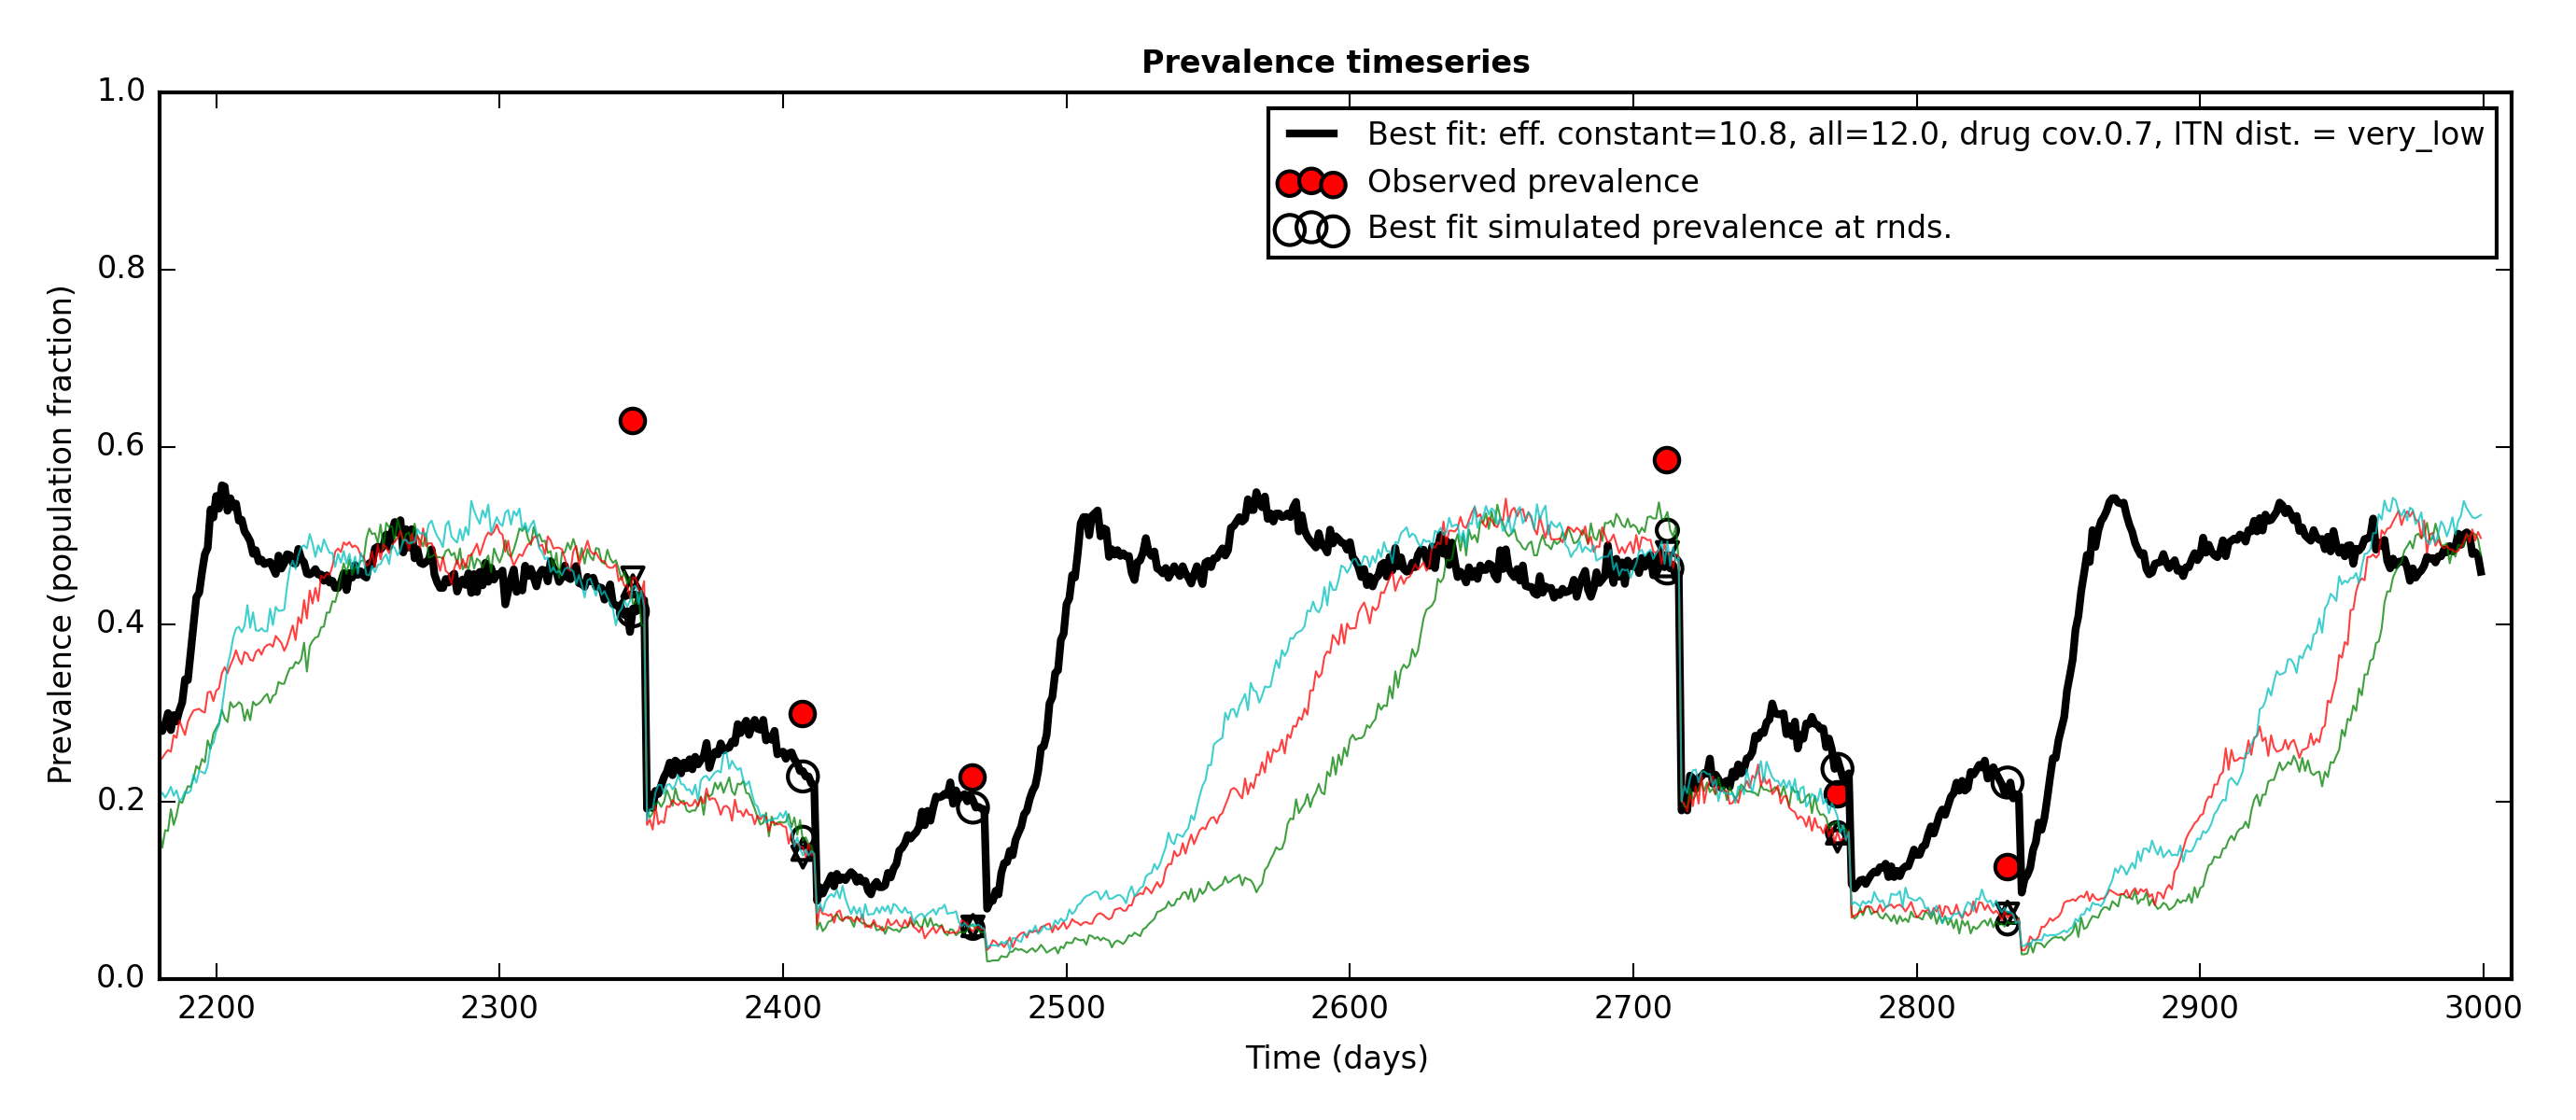 Prevalence timeseries
Best fit: eff. constant=10.8, all=12.0, drug cov.0.7, ITN dist. = very_low
Observed prevalence
Best fit simulated prevalence at rnds.
Prevalence (population fraction)
1.0
0.8
0.6
0.4
0.2
0.0
2200 2300 2400 2500 2600 2700 2800 2900 3000
Time (days)